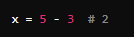 x = 5 - 3  # 2